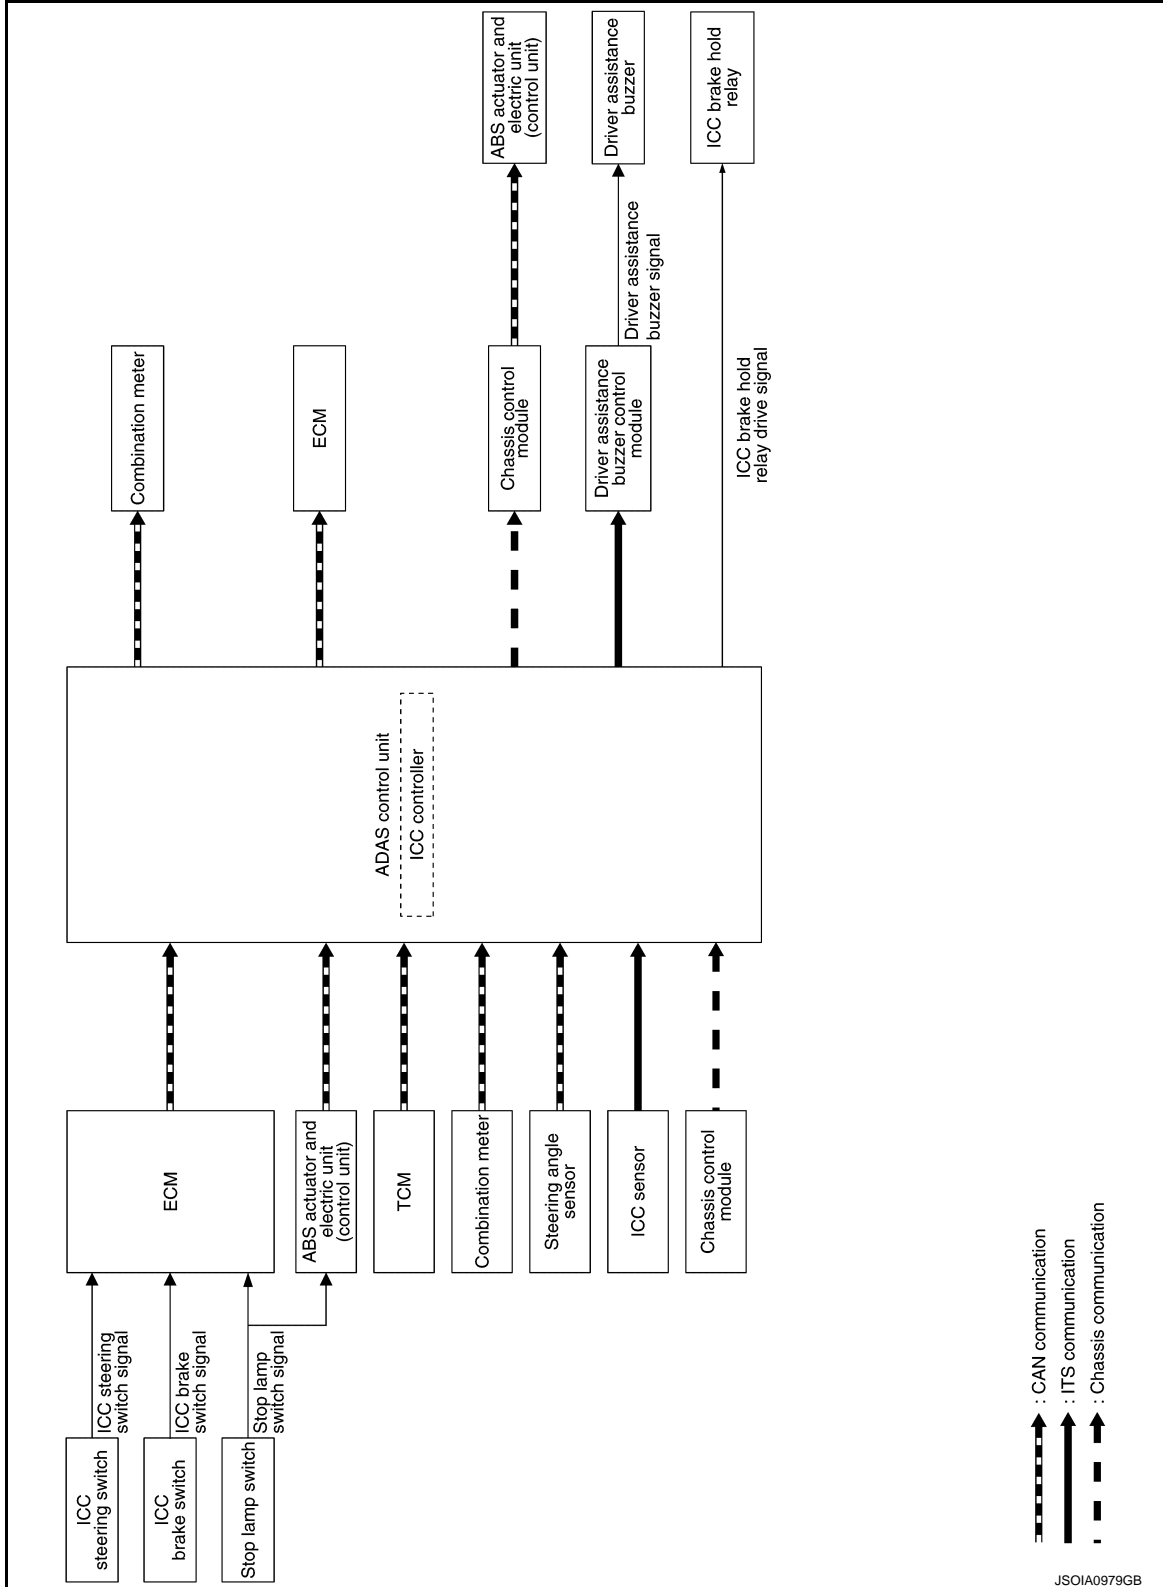 ICC
steering switch
ICC steering
switch signal
ICC
brake switch
ICC brake
switch signal
Stop lamp switch
Stop lamp
switch signal
ECM
ABS actuator and
electric unit
(control unit)
TCM
Combination meter
Steering angle
sensor
ICC sensor
Chassis control
module
ADAS control unit
ICC controller
Combination meter
ECM
Chassis control
module
ABS actuator and
electric unit
(control unit)
Driver assistance
buzzer control
module
Driver assistance
buzzer signal
Driver assistance
buzzer
ICC brake hold
relay drive signal
ICC brake hold
relay
: CAN communication
: ITS communication
: Chassis communication
JSOIA0979GB